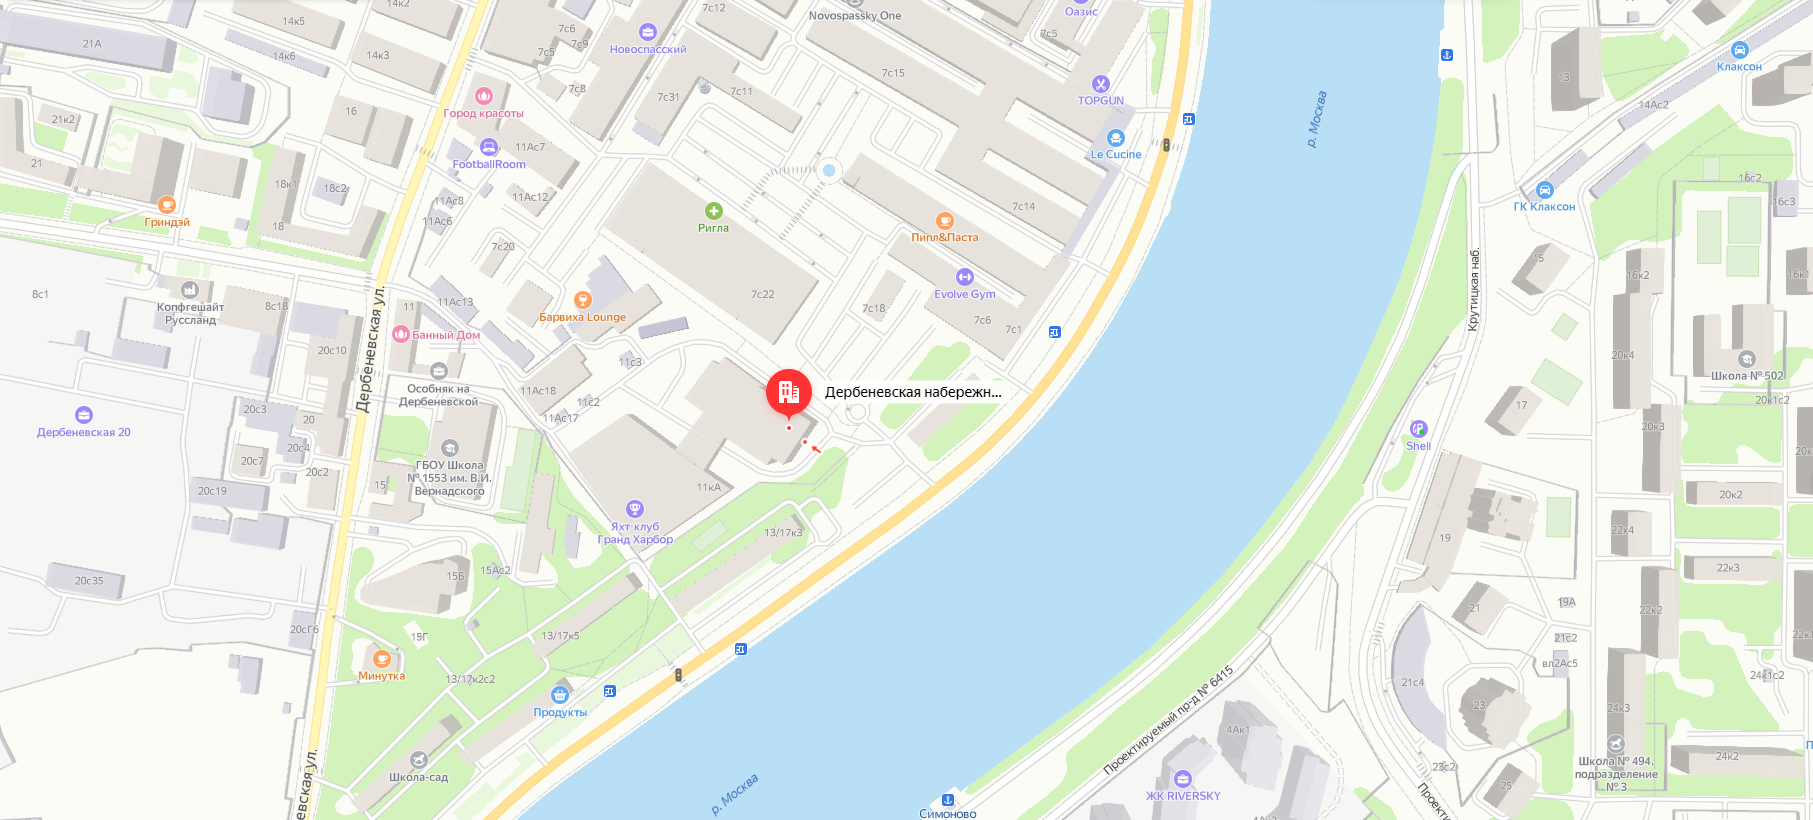 14к5
7с12
Novospassky One
Оазис
21А
14к6
14к3
7с5
7с6
7с9
Новоспасский
7с5
Клаксон
13
7с15
7с8
7с31
7с11
TOPGUN
14Ас2
Город красоты
16
21к2
р. Москва
11Ас7
FootballRoom
Le Cucine
21
18к1
18с2
11Ас12
11Ас8
11Ас6
16с2
16с3
7с14
ГК Клаксон
Гриндэй
18
Ригла
Пипл&Паста
7с20
15
16к2
16к1
Крутицкая наб.
8с1
Копфгешайт
Руссланд
8с18
11
11Ас13
Барвиха Lounge
7с22
7с18
Evolve Gym
7с6
7с1
Банный Дом
Дербеневская ул.
20с10
11с3
20к4
Школа № 502
Особняк на
Дербеневской
11Ас18
11с2
11Ас17
Дербеневская набережн...
17
20к1с2
20с3
20
20с4
Дербеневская 20
20к3
Shell
20с7
20с2
ГБОУ Школа
№ 1553 им. В.И.
Вернадского
15
20с19
11кА
20к2
Яхт-клуб
Гранд Харбор
13/17к3
22к4
19
22к3
20с35
15Б
15Ас2
19А
21
22к2
20сГб
15Г
13/17к5
21с2
вл2Ас5
Минутка
13/17к2с2
21с4
24к1с2
Проектируемый пр-д № 6415
23
24к3
Продукты
4Ак1
24к2
Школа-сад
ЖК RIVERSKY
23с2
Школа № 494,
подразделение
№ 3
25
р. Москва
Симоново